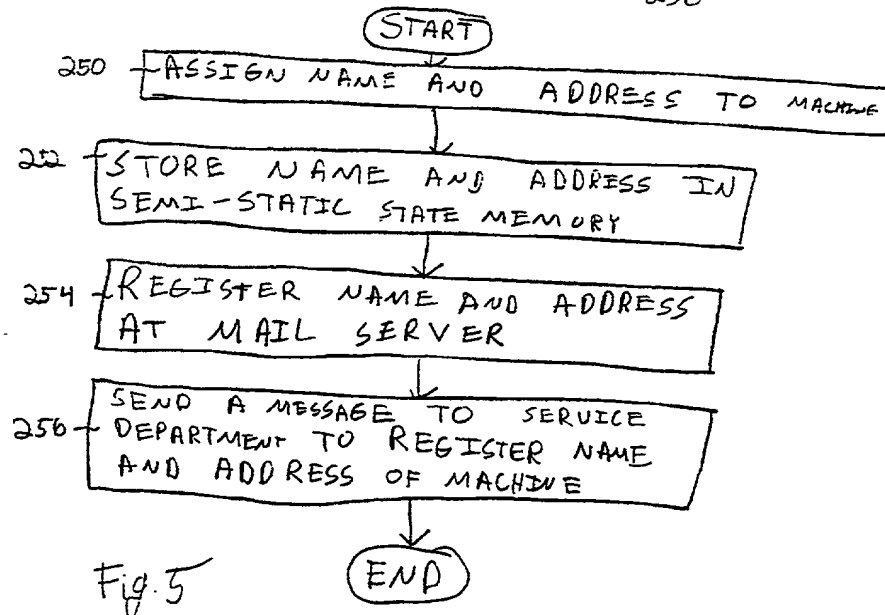 START
250 ASSIGN NAME AND ADDRESS TO MACHINE
252 STORE NAME AND ADDRESS IN
SEMI-STATIC STATE MEMORY
254 REGISTER NAME AND ADDRESS
AT MAIL SERVER
SEND A MESSAGE TO SERVICE
256 DEPARTMENT TO REGISTER NAME
AND ADDRESS OF MACHINE
END
Fig. 5